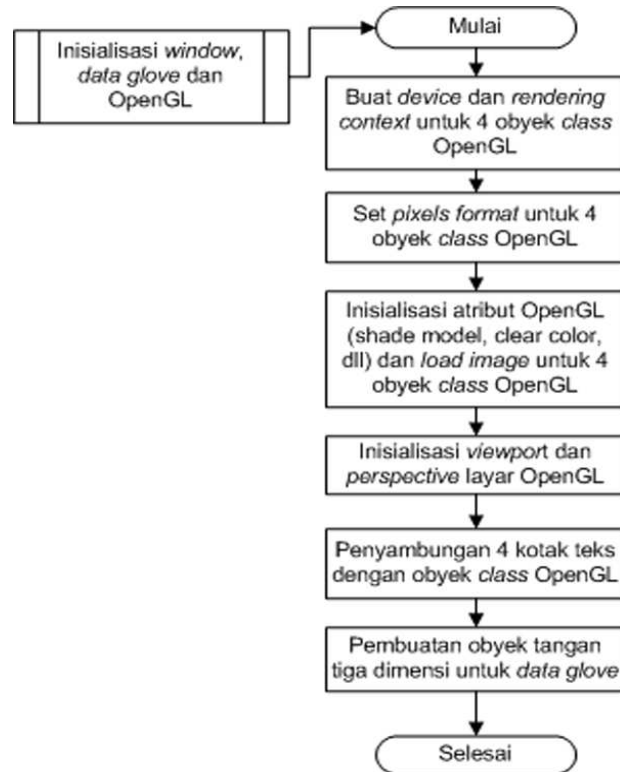 Inisialisasi window,
data glove dan
OpenGL
Mulai
Buat device dan rendering
context untuk 4 obyek class
OpenGL
Set pixels format untuk 4
obyek class OpenGL
Inisialisasi atribut OpenGL
(shade model, clear color,
dll) dan load image untuk 4
obyek class OpenGL
Inisialisasi viewport dan
perspective layar OpenGL
Penyambungan 4 kotak teks
dengan obyek class OpenGL
Pembuatan obyek tangan
tiga dimensi untuk data glove
Selesai